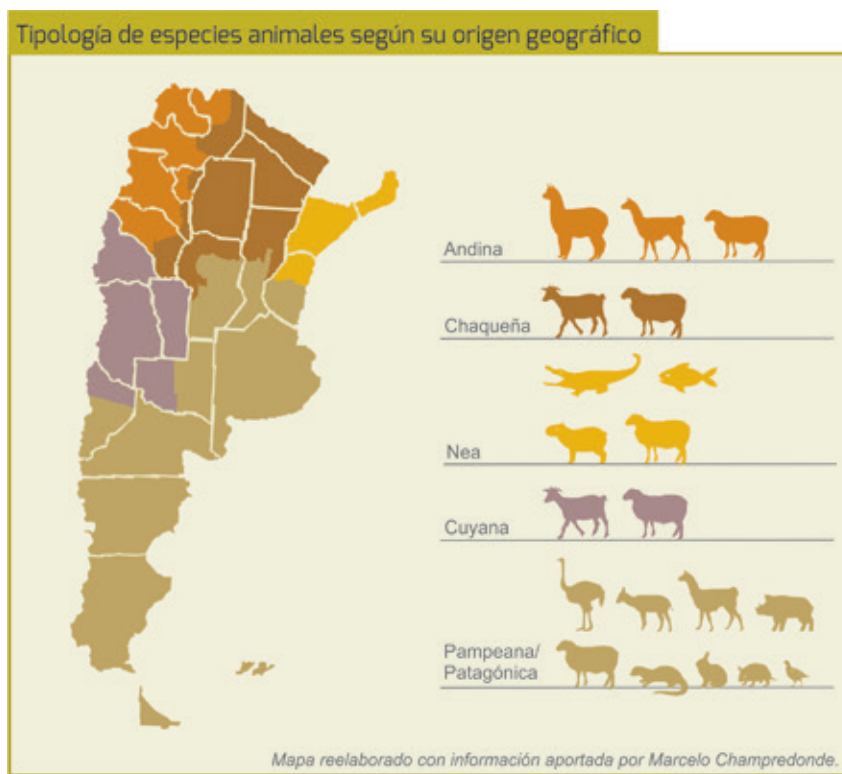 Tipología de especies animales según su origen geográfico
Andina
Chaqueña
Nea
Cuyana
Pampeana/
Patagónica
Mapa reelaborado con información aportada por Marcelo Champredonde.